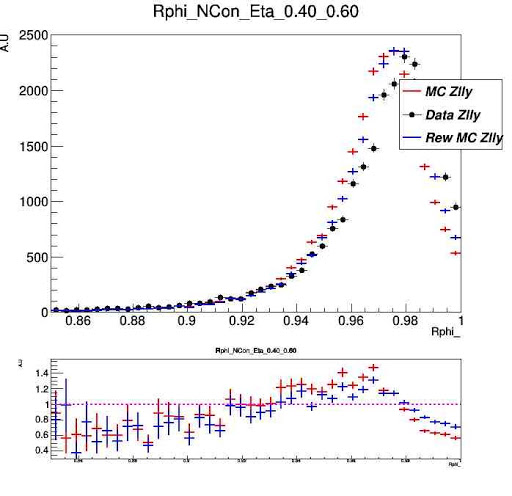 Rphi_NCon_Eta_0.40_0.60
A.U
2500
2000
1500
1000
500
0
MC Zlly
Data Zlly
Rew MC Zlly
0.86 0.88 0.9 0.92 0.94 0.96 0.98 1
Rphi_
Rphi_NCon_Eta_0.40_0.60
1.4
1.2
1
0.8
0.6
0.4
Rphi_